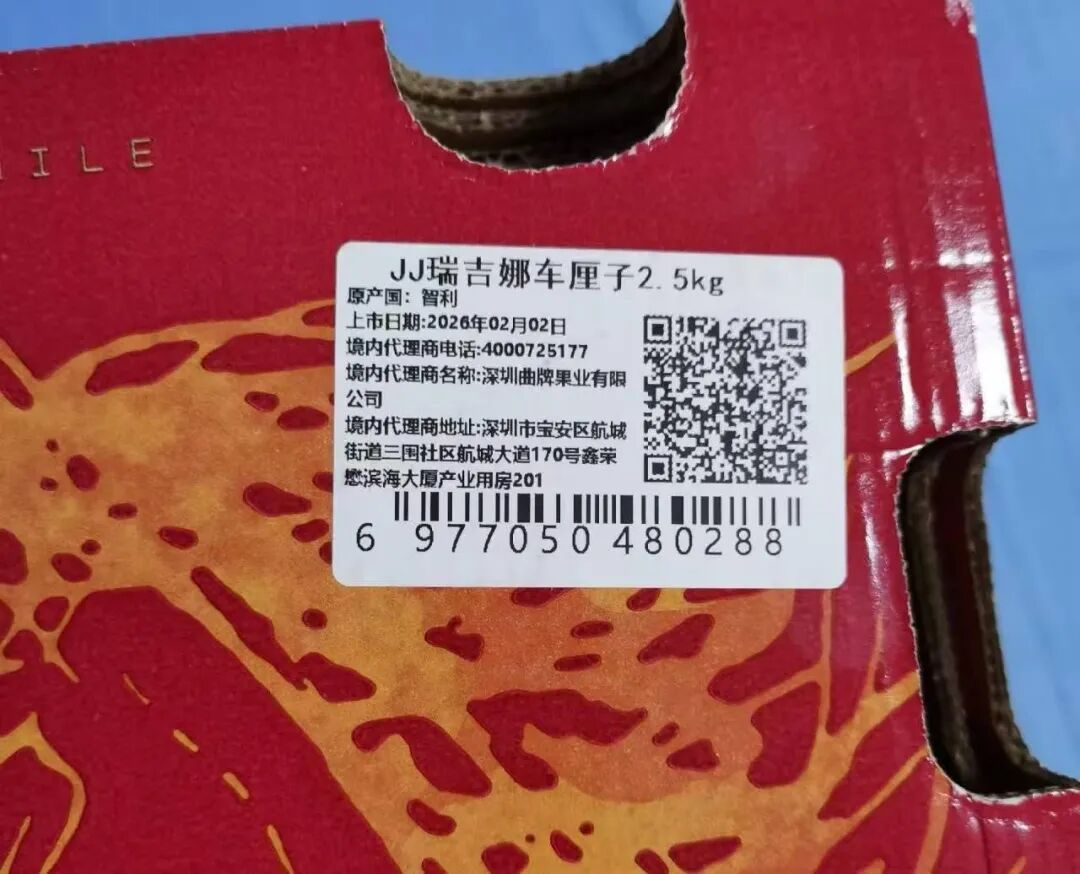 ILE
JJ瑞吉娜车厘子2.5kg
原产国：智利
上市日期:2026年02月02日
境内代理商电话:4000725177
境内代理商名称:深圳曲牌果业有限
公司
境内代理商地址:深圳市宝安区航城
街道三围社区航城大道170号鑫荣
懋滨海大厦产业用房201
6 977050 480288